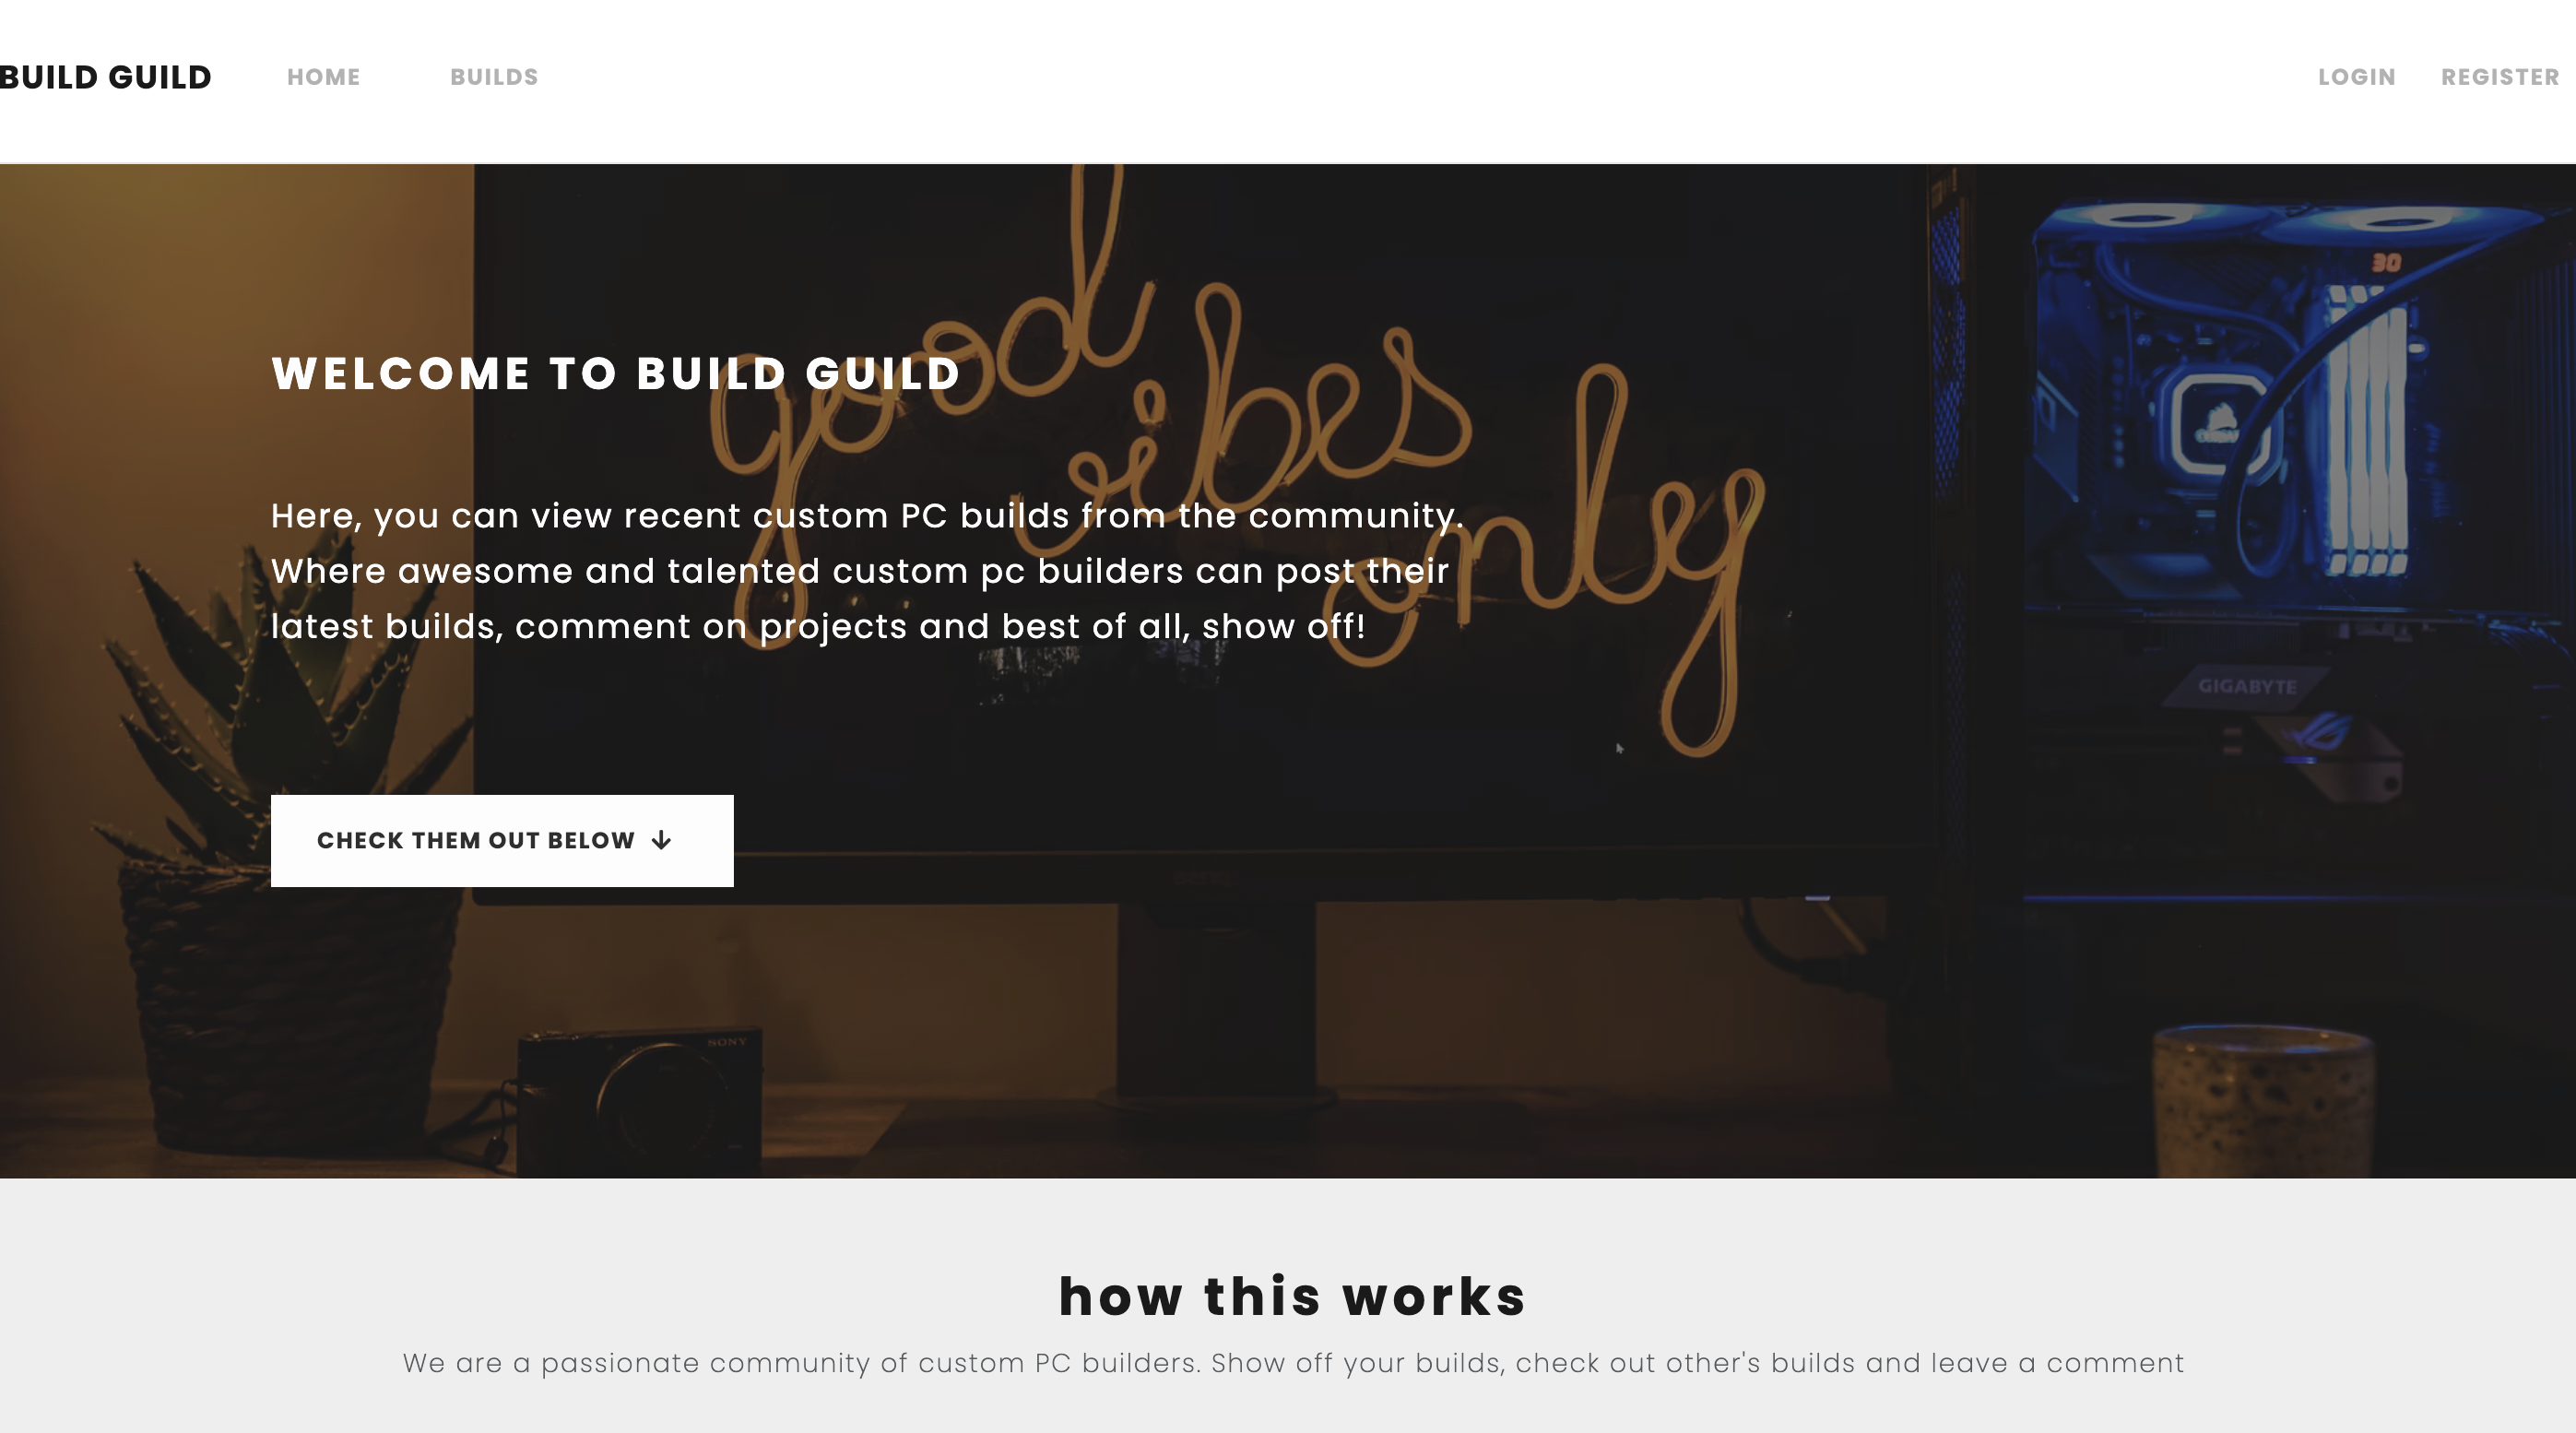 BUILD GUILD HOME BUILDS LOGIN REGISTER
good
vibes
only
30
WELCOME TO BUILD GUILD
Here, you can view recent custom PC builds from the community.
Where awesome and talented custom pc builders can post their
latest builds, comment on projects and best of all, show off!
GIGABYTE
CHECK THEM OUT BELOW
SONY
how this works
We are a passionate community of custom PC builders. Show off your builds, check out other's builds and leave a comment